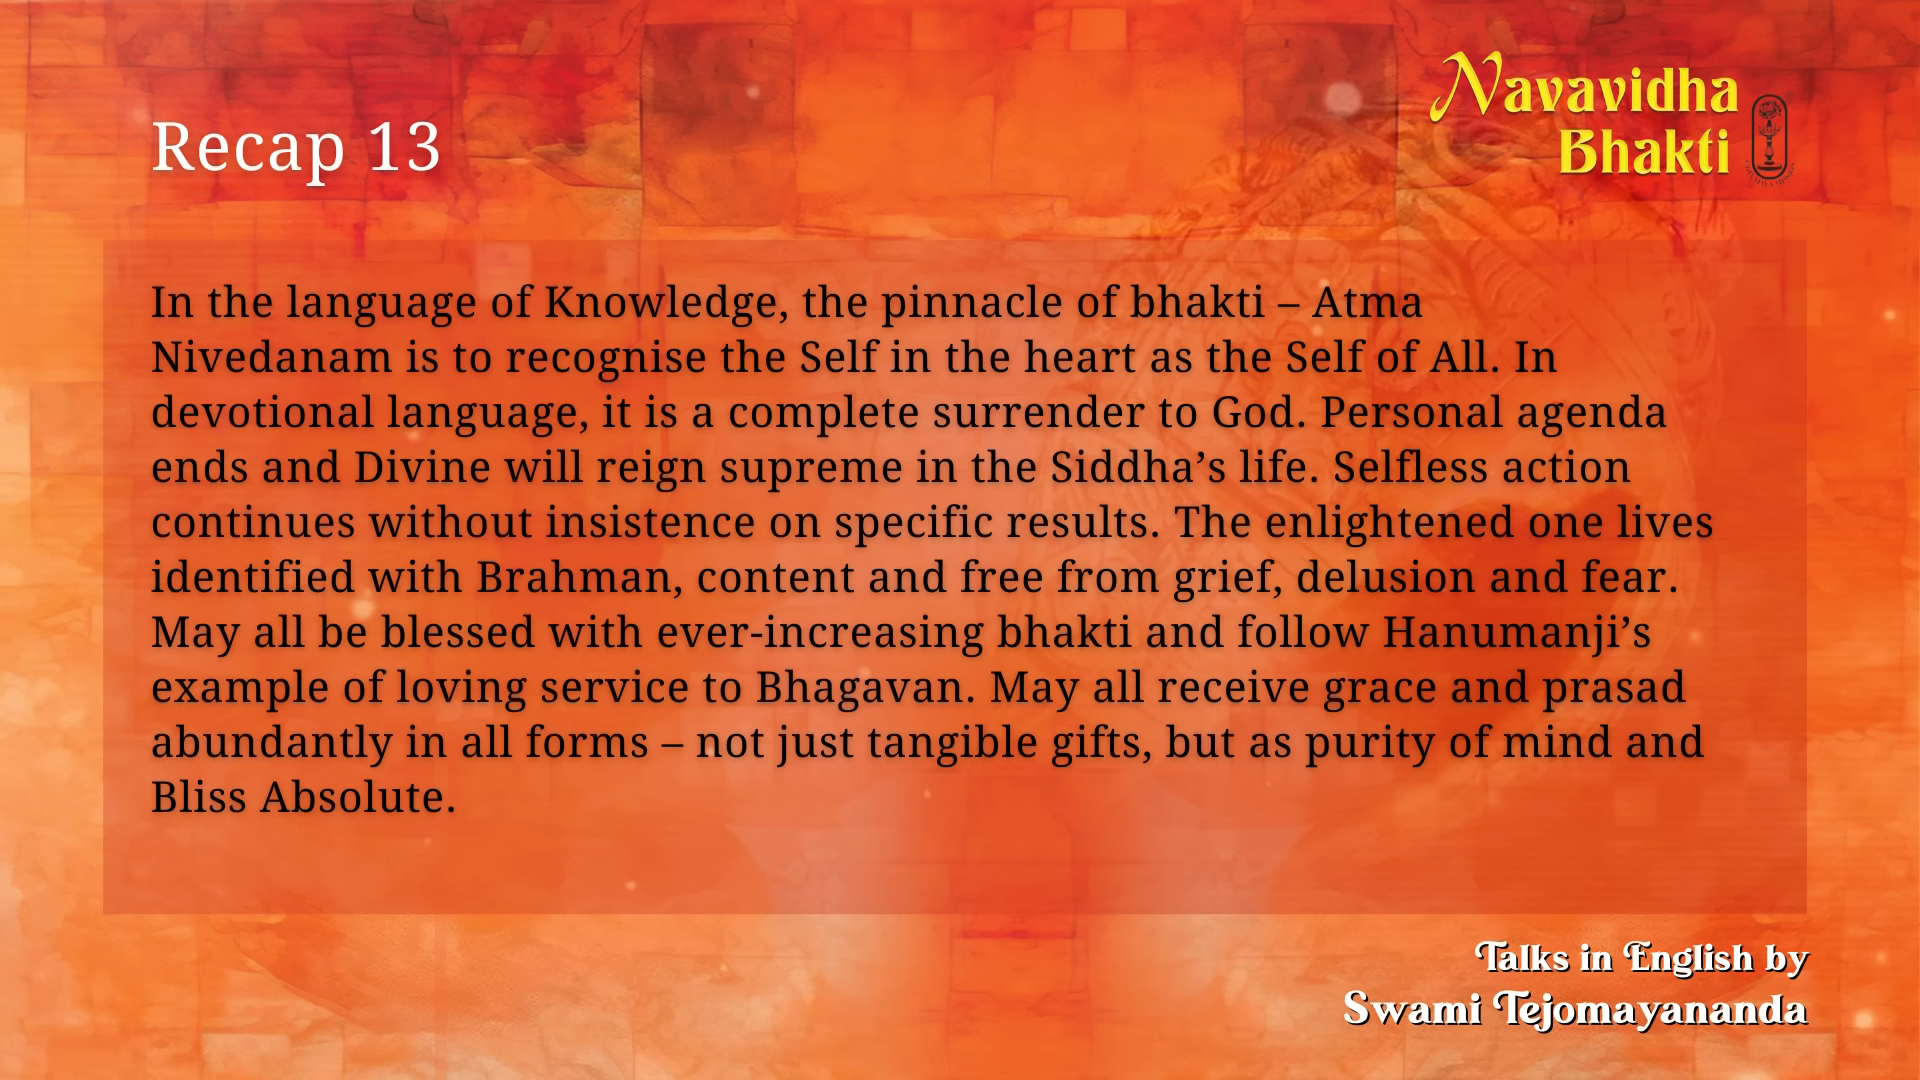 Recap 13
Navavidha
Bhakti
In the language of Knowledge, the pinnacle of bhakti – Atma
Nivedanam is to recognise the Self in the heart as the Self of All. In
devotional language, it is a complete surrender to God. Personal agenda
ends and Divine will reign supreme in the Siddha’s life. Selfless action
continues without insistence on specific results. The enlightened one lives
identified with Brahman, content and free from grief, delusion and fear.
May all be blessed with ever-increasing bhakti and follow Hanumanji’s
example of loving service to Bhagavan. May all receive grace and prasad
abundantly in all forms – not just tangible gifts, but as purity of mind and
Bliss Absolute.
Talks in English by
Swami Tejomayananda